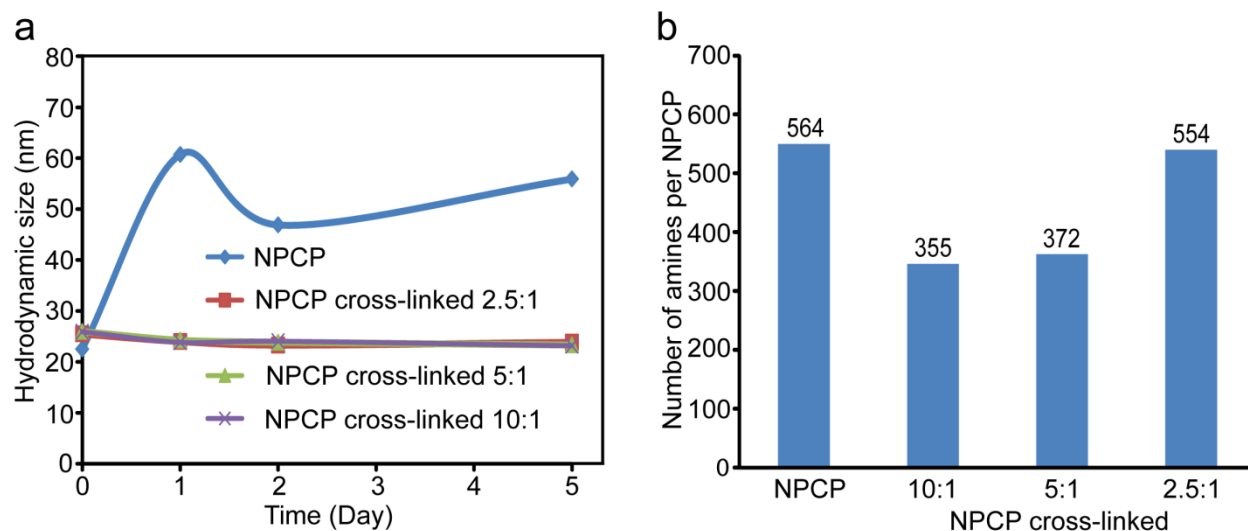 a
Hydrodynamic size (nm)
80
70
60
50
40
30
20
10
0
NPCP
NPCP cross-linked 2.5:1
NPCP cross-linked 5:1
NPCP cross-linked 10:1
0 1 2 3 4 5
Time (Day)
b
Number of amines per NPCP
700
600
500
400
300
200
100
0
564
355
372
554
NPCP 10:1 5:1 2.5:1
NPCP cross-linked